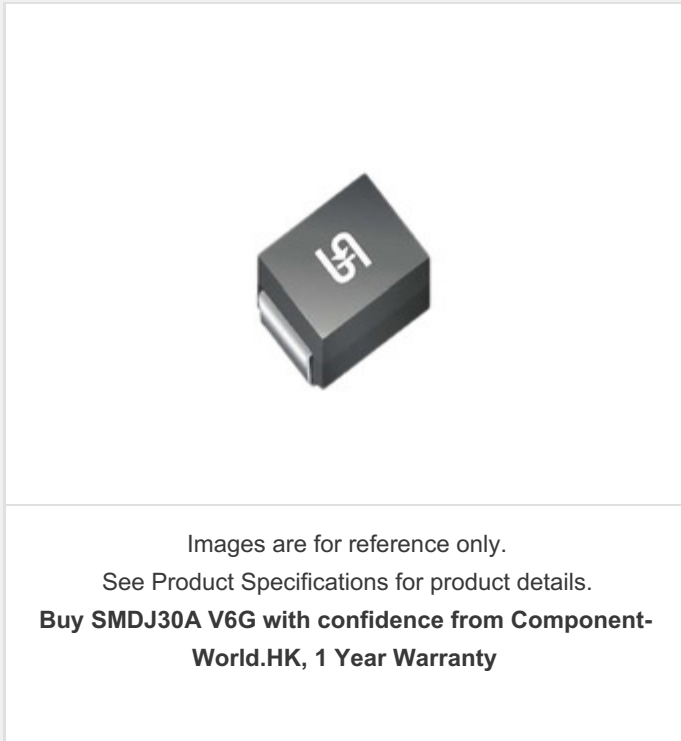 Images are for reference only.
See Product Specifications for product details.
Buy SMDJ30A V6G with confidence from Component-
World.HK, 1 Year Warranty